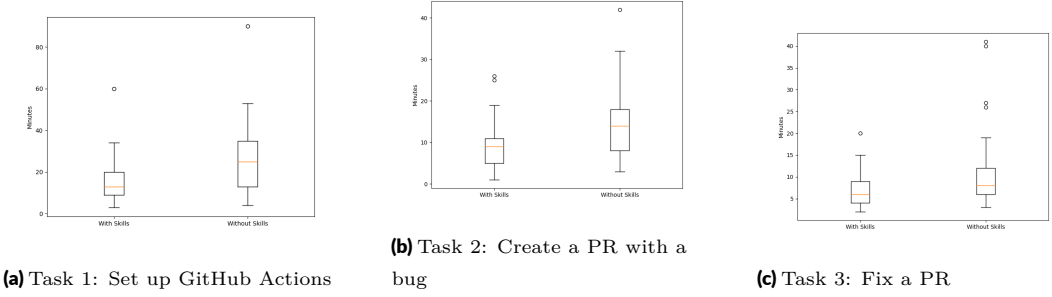 80
60
40
20
0
Minutes
With Skills
Without Skills
(a) Task 1: Set up GitHub Actions
40
30
20
10
0
Minutes
With Skills
Without Skills
(b) Task 2: Create a PR with a
bug
40
35
30
25
20
15
10
5
Minutes
With Skills
Without Skills
(c) Task 3: Fix a PR